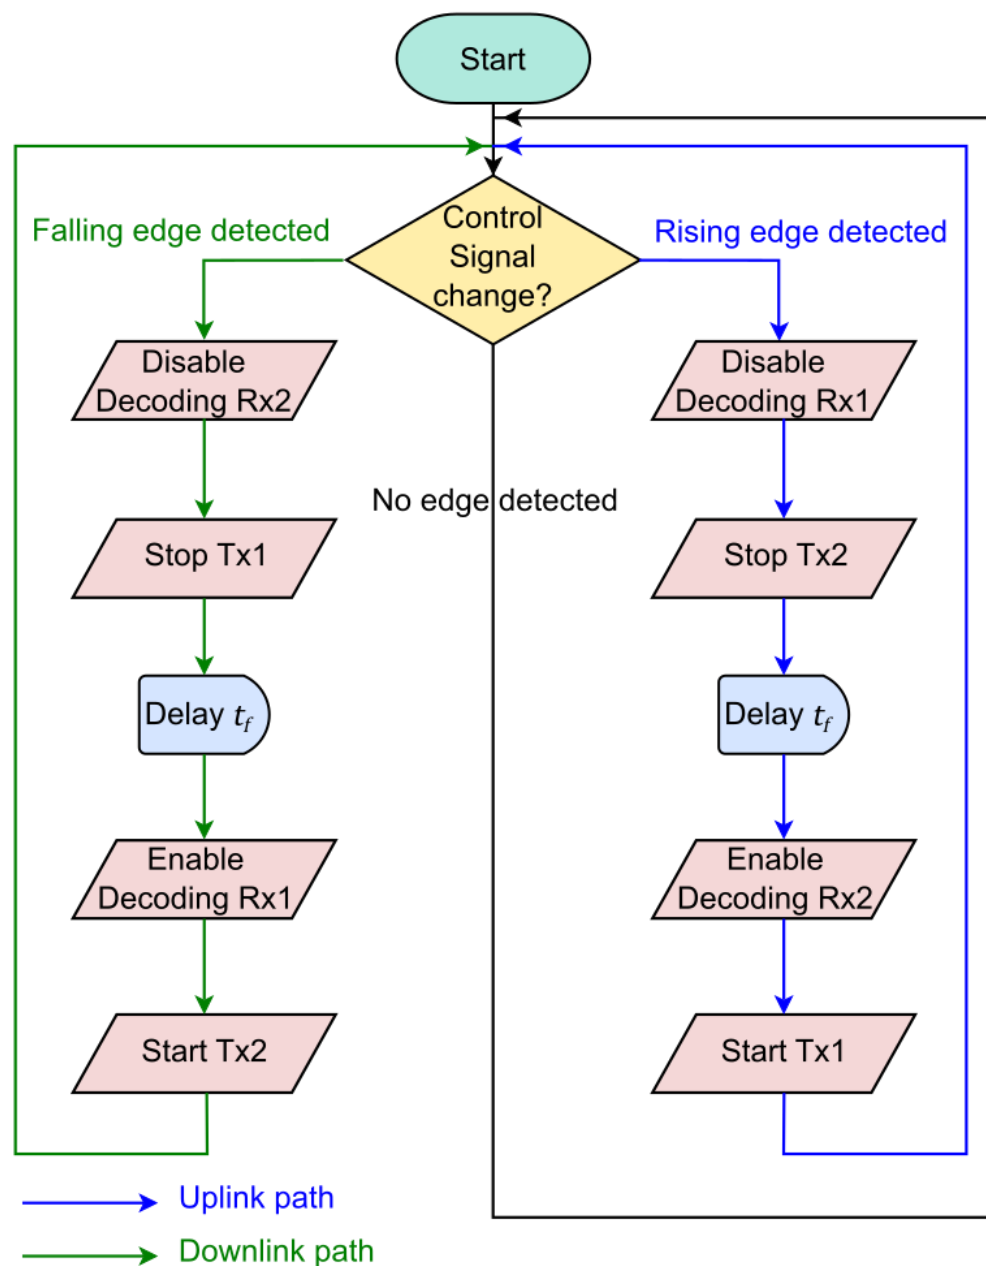 Start
Falling edge detected
Control
Signal
change?
Rising edge detected
Disable
Decoding Rx2
Stop Tx1
Delay t_f
Enable
Decoding Rx1
Start Tx2
No edge detected
Disable
Decoding Rx1
Stop Tx2
Delay t_f
Enable
Decoding Rx2
Start Tx1
Uplink path
Downlink path